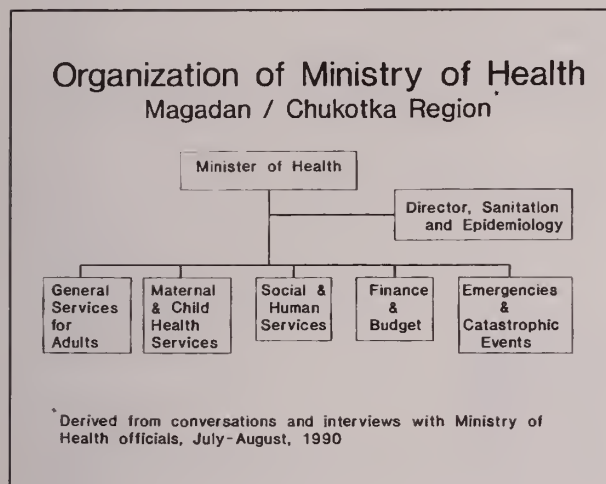 Organization of Ministry of Health
Magadan / Chukotka Region*
Minister of Health
Director, Sanitation
and Epidemiology
General
Services
for
Adults
Maternal
& Child
Health
Services
Social &
Human
Services
Finance
&
Budget
Emergencies
&
Catastrophic
Events
*Derived from conversations and interviews with Ministry of
Health officials, July-August, 1990